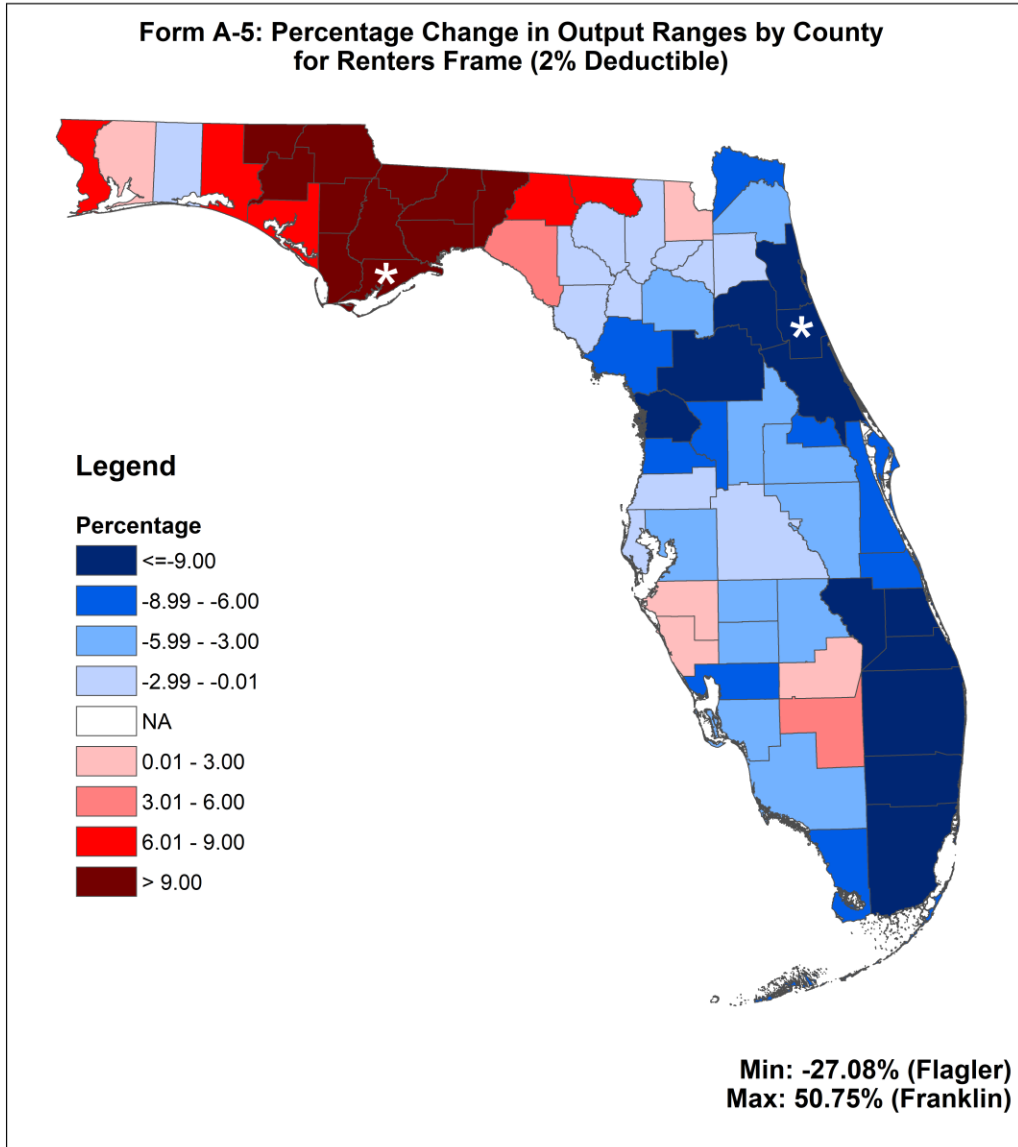 Form A-5: Percentage Change in Output Ranges by County
for Renters Frame (2% Deductible)
*
*
Legend
Percentage
<=-9.00
-8.99 - -6.00
-5.99 - -3.00
-2.99 - -0.01
NA
0.01 - 3.00
3.01 - 6.00
6.01 - 9.00
> 9.00
Min: -27.08% (Flagler)
Max: 50.75% (Franklin)